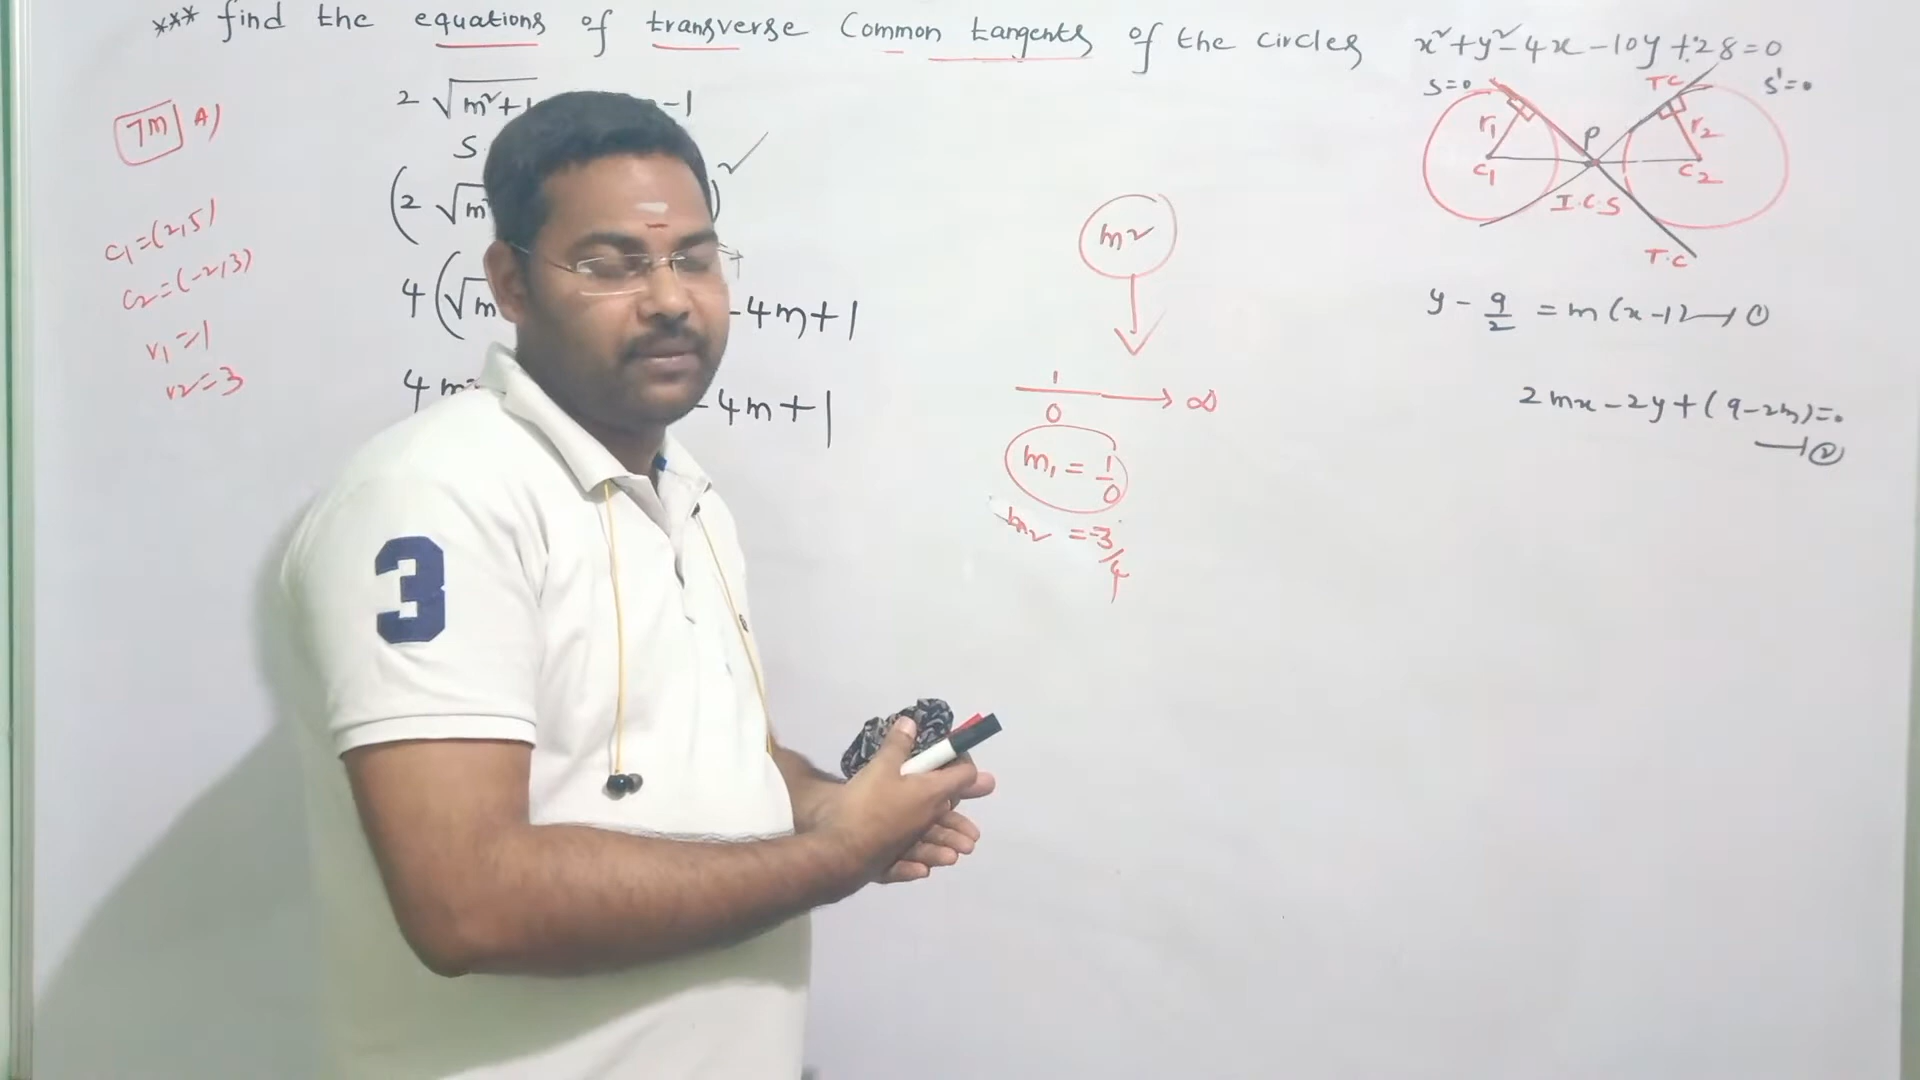 *** find the equations of transverse Common tangents of the circles x²+y²-4x-10y+28=0
7m A)
C₁=(2,5)
C₂=(-2,3)
r₁=1
r₂=3
2 √m²+1 -1
S.
(2 √m )²
4(√m -4m+1
4m² -4m+1
m²
1
0
∞
m₁ = 1/0
m₂ = -3/4
S=0
T.C
S'=0
r₁
P
r₂
C₁
C₂
I.C.S
T.C
y - 9/2 = m(x-1) → ①
2mx-2y+(9-2m)=0
→ ②
3